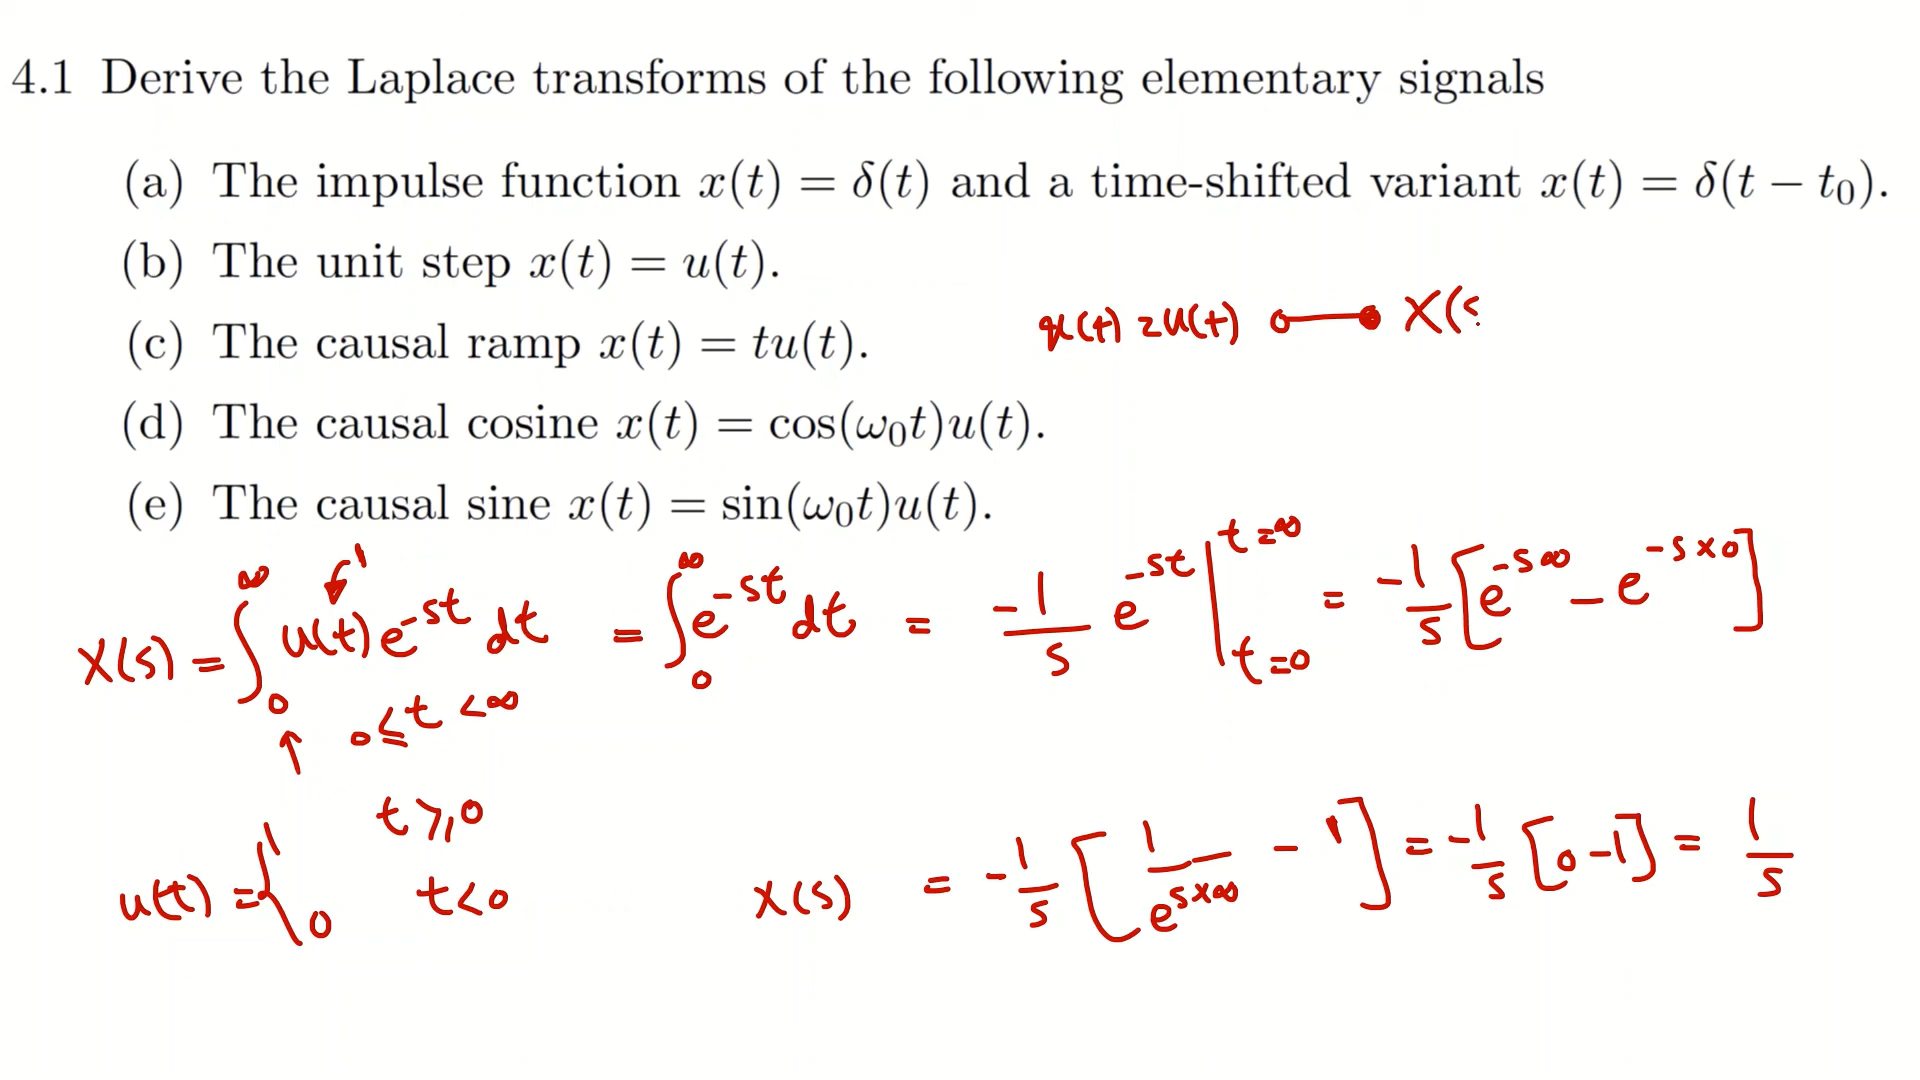 4.1 Derive the Laplace transforms of the following elementary signals
(a) The impulse function x(t) = δ(t) and a time-shifted variant x(t) = δ(t − t₀).
(b) The unit step x(t) = u(t).
x(t) = u(t) ○—● X(s
(c) The causal ramp x(t) = tu(t).
(d) The causal cosine x(t) = cos(ω₀t)u(t).
(e) The causal sine x(t) = sin(ω₀t)u(t).
X(s) = ∫₀^∞ u(t) e^{-st} dt = ∫₀^∞ e^{-st} dt = -1/s e^{-st} |_{t=0}^{t=∞} = -1/s [e^{-s∞} - e^{-s×0}]
1
0 ≤ t < ∞
u(t) = { 1 t ≥ 0
0 t < 0
X(s) = -1/s [1/e^{s×∞} - 1] = -1/s [0-1] = 1/s